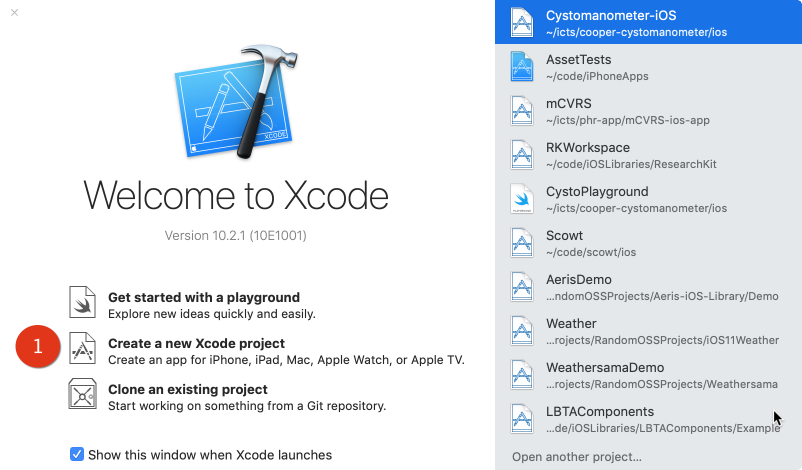 XCODE
Welcome to Xcode
Version 10.2.1 (10E1001)
Get started with a playground
Explore new ideas quickly and easily.
1
Create a new Xcode project
Create an app for iPhone, iPad, Mac, Apple Watch, or Apple TV.
Clone an existing project
Start working on something from a Git repository.
Show this window when Xcode launches
Cystomanometer-iOS
~/icts/cooper-cystomanometer/ios
AssetTests
~/code/iPhoneApps
mCVRS
~/icts/phr-app/mCVRS-ios-app
RKWorkspace
~/code/iOSLibraries/ResearchKit
CystoPlayground
~/icts/cooper-cystomanometer/ios
Scowt
~/code/scowt/ios
AerisDemo
...ndomOSSProjects/Aeris-iOS-Library/Demo
Weather
...rojects/RandomOSSProjects/iOS11Weather
WeathersamaDemo
...rojects/RandomOSSProjects/Weathersama
LBTAComponents
...de/iOSLibraries/LBTAComponents/Example
Open another project...